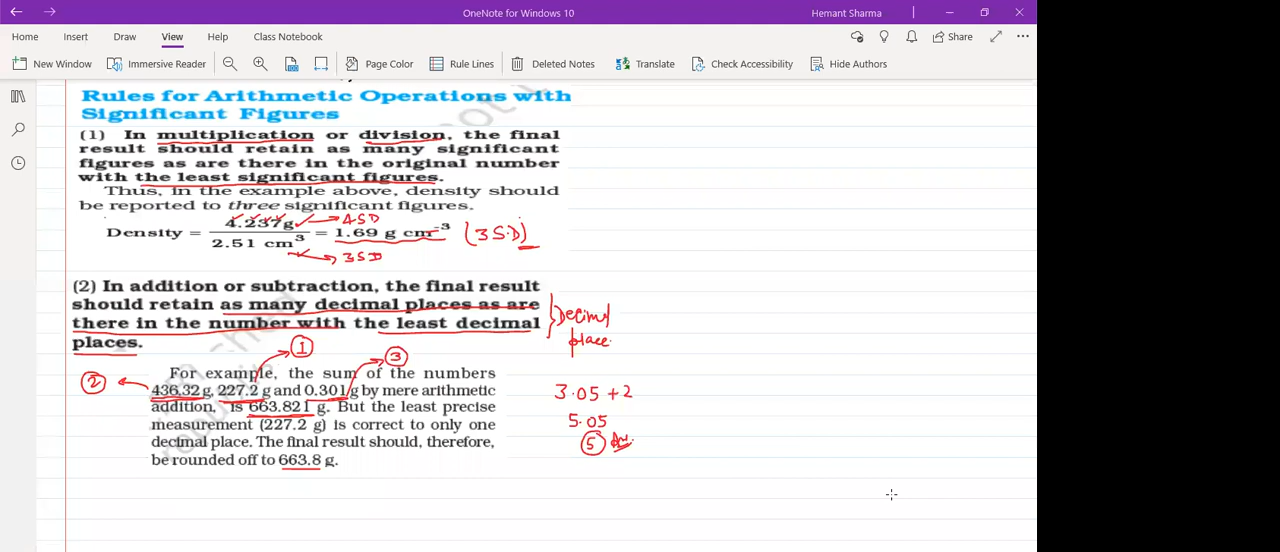 OneNote for Windows 10
Hemant Sharma
Home Insert Draw View Help Class Notebook
Share
New Window Immersive Reader Page Color Rule Lines Deleted Notes Translate Check Accessibility Hide Authors
Rules for Arithmetic Operations with
Significant Figures
(1) In multiplication or division, the final
result should retain as many significant
figures as are there in the original number
with the least significant figures.
Thus, in the example above, density should
be reported to three significant figures.
Density = 4.237g / 2.51 cm³ = 1.69 g cm⁻³ (3 S.D)
→ 4SD
→ 3SD
(2) In addition or subtraction, the final result
should retain as many decimal places as are
there in the number with the least decimal
places.
Decimal
place
① ③
For example, the sum of the numbers
② 436.32 g, 227.2 g and 0.301 g by mere arithmetic
addition, is 663.821 g. But the least precise
measurement (227.2 g) is correct to only one
decimal place. The final result should, therefore,
be rounded off to 663.8 g.
3.05 + 2
5.05
⑤ An.